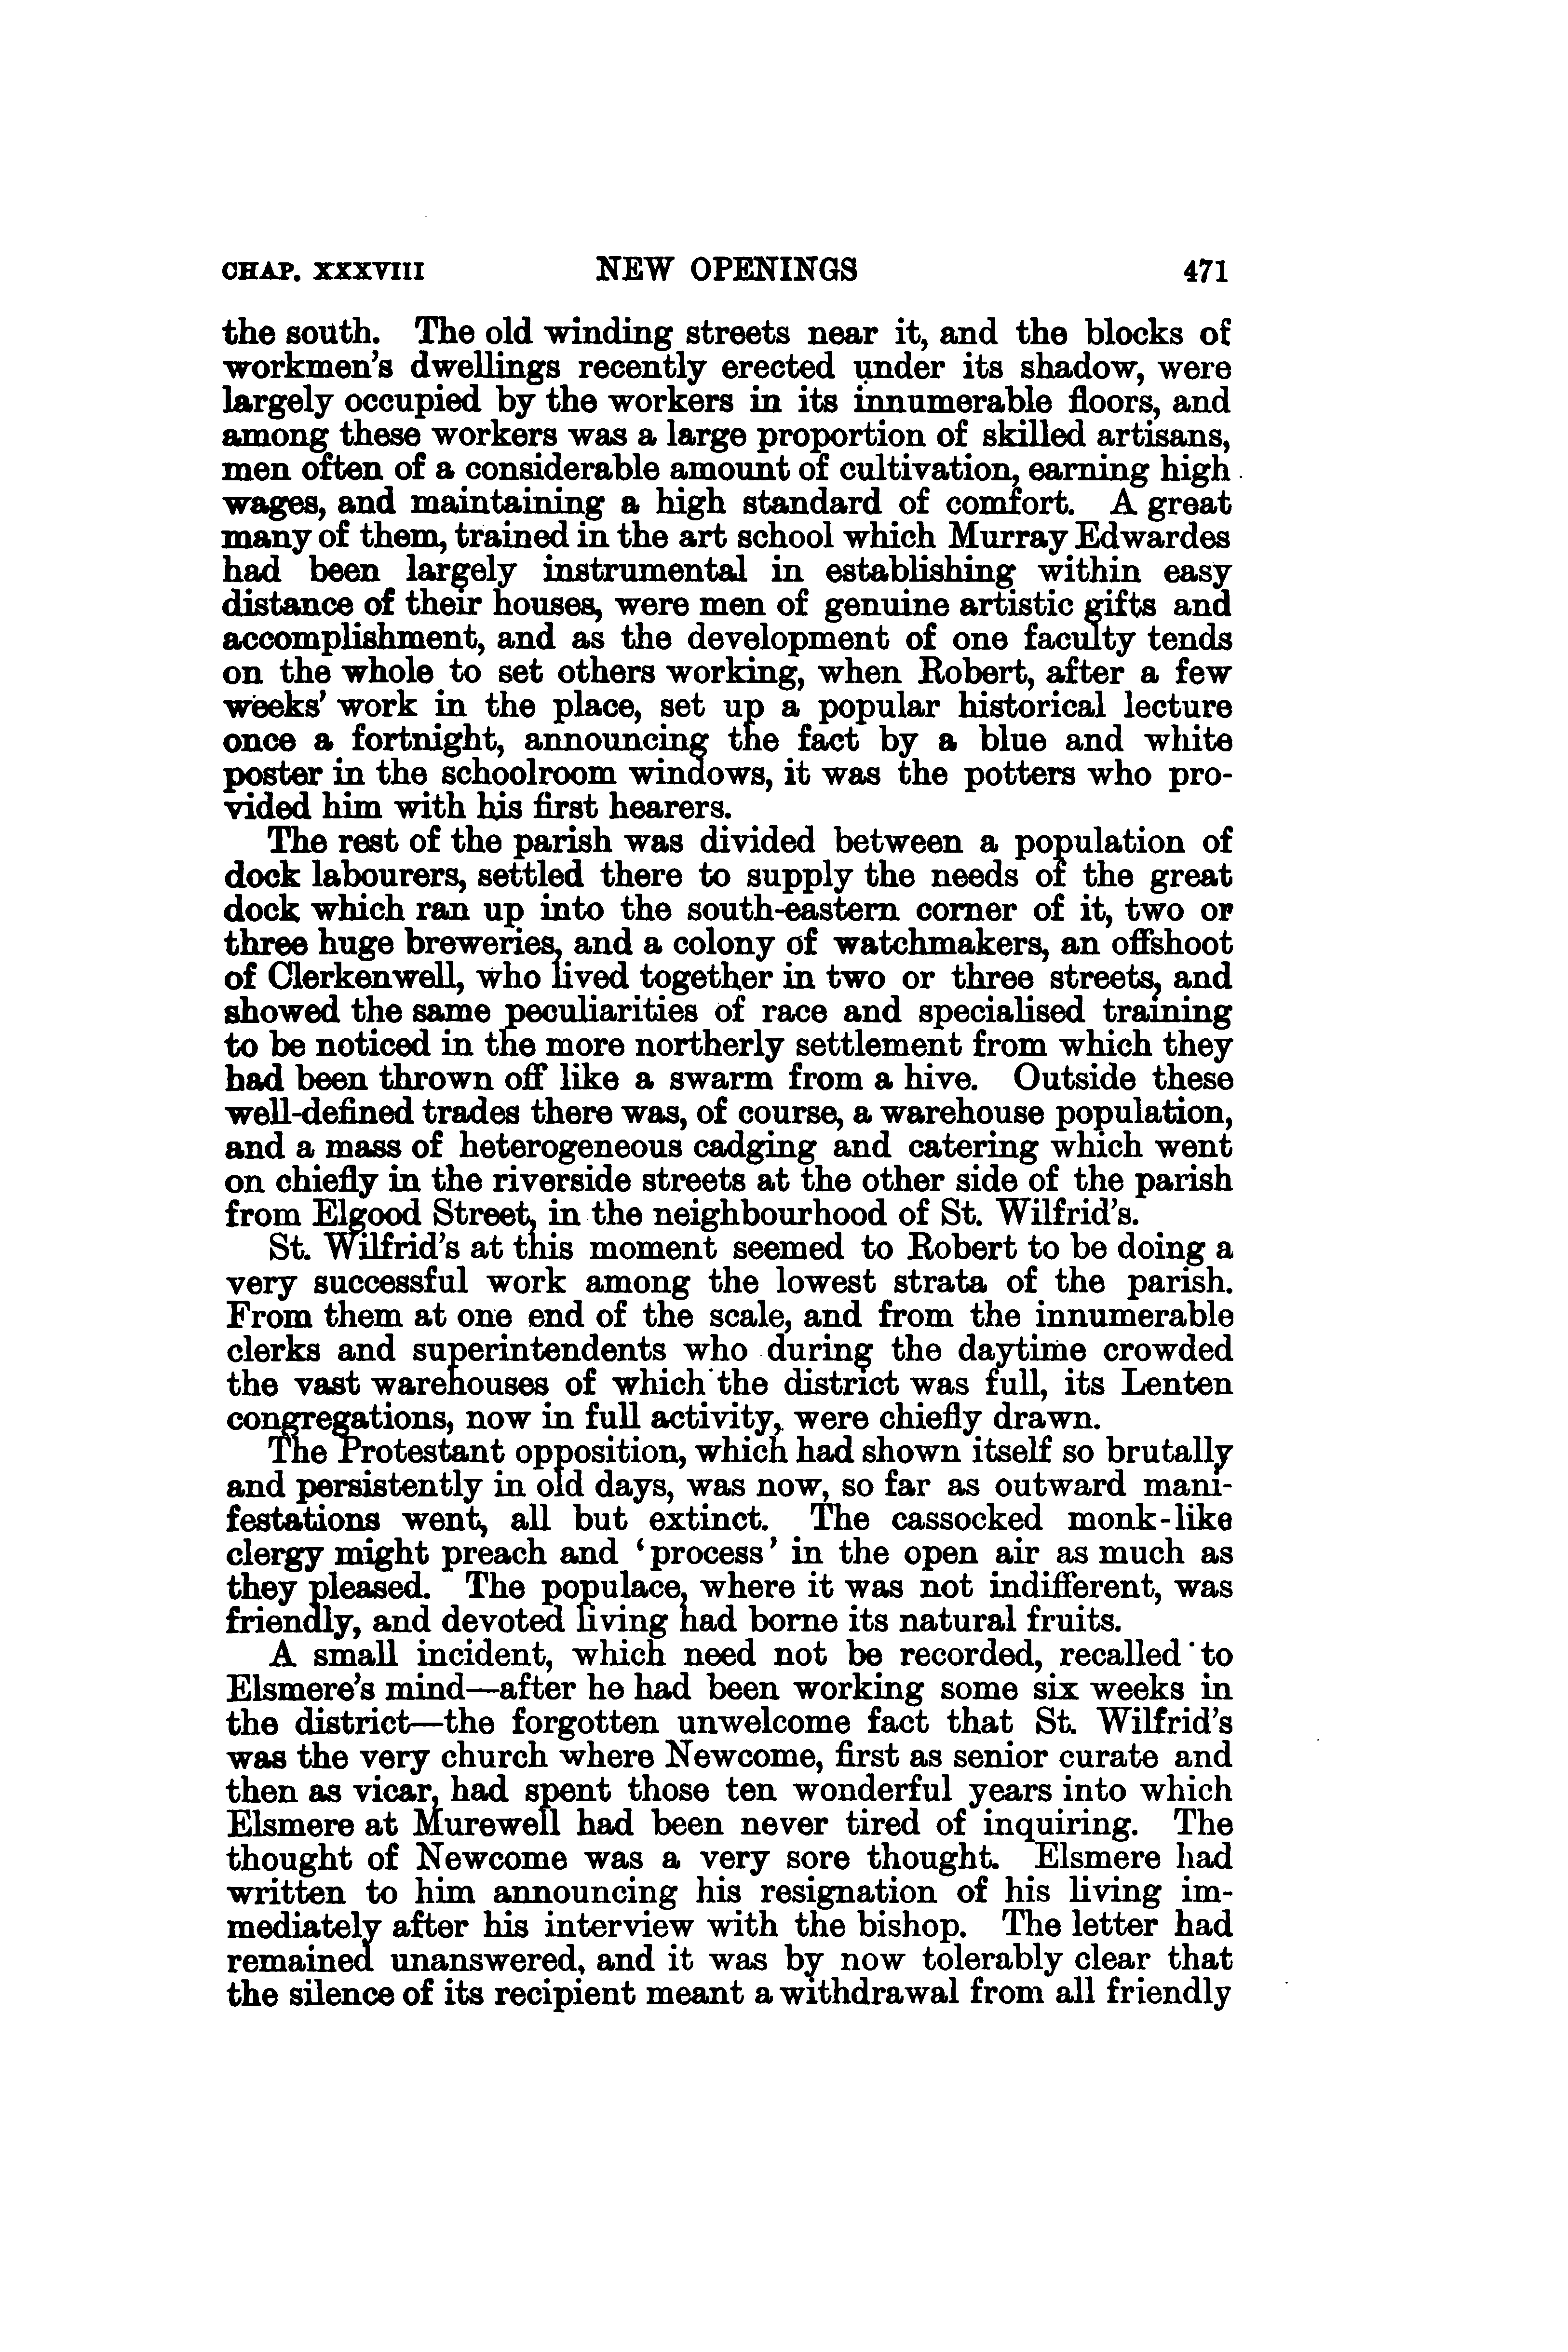 CHAP. XXXVIII NEW OPENINGS 471
the south. The old winding streets near it, and the blocks of
workmen's dwellings recently erected under its shadow, were
largely occupied by the workers in its innumerable floors, and
among these workers was a large proportion of skilled artisans,
men often of a considerable amount of cultivation, earning high
wages, and maintaining a high standard of comfort. A great
many of them, trained in the art school which Murray Edwardes
had been largely instrumental in establishing within easy
distance of their houses, were men of genuine artistic gifts and
accomplishment, and as the development of one faculty tends
on the whole to set others working, when Robert, after a few
weeks' work in the place, set up a popular historical lecture
once a fortnight, announcing the fact by a blue and white
poster in the schoolroom windows, it was the potters who pro-
vided him with his first hearers.
The rest of the parish was divided between a population of
dock labourers, settled there to supply the needs of the great
dock which ran up into the south-eastern corner of it, two or
three huge breweries, and a colony of watchmakers, an offshoot
of Clerkenwell, who lived together in two or three streets, and
showed the same peculiarities of race and specialised training
to be noticed in the more northerly settlement from which they
had been thrown off like a swarm from a hive. Outside these
well-defined trades there was, of course, a warehouse population,
and a mass of heterogeneous cadging and catering which went
on chiefly in the riverside streets at the other side of the parish
from Elgood Street, in the neighbourhood of St. Wilfrid's.
St. Wilfrid's at this moment seemed to Robert to be doing a
very successful work among the lowest strata of the parish.
From them at one end of the scale, and from the innumerable
clerks and superintendents who during the daytime crowded
the vast warehouses of which the district was full, its Lenten
congregations, now in full activity, were chiefly drawn.
The Protestant opposition, which had shown itself so brutally
and persistently in old days, was now, so far as outward mani-
festations went, all but extinct. The cassocked monk-like
clergy might preach and 'process' in the open air as much as
they pleased. The populace, where it was not indifferent, was
friendly, and devoted living had borne its natural fruits.
A small incident, which need not be recorded, recalled to
Elsmere's mind—after he had been working some six weeks in
the district—the forgotten unwelcome fact that St. Wilfrid's
was the very church where Newcome, first as senior curate and
then as vicar, had spent those ten wonderful years into which
Elsmere at Murewell had been never tired of inquiring. The
thought of Newcome was a very sore thought. Elsmere had
written to him announcing his resignation of his living im-
mediately after his interview with the bishop. The letter had
remained unanswered, and it was by now tolerably clear that
the silence of its recipient meant a withdrawal from all friendly